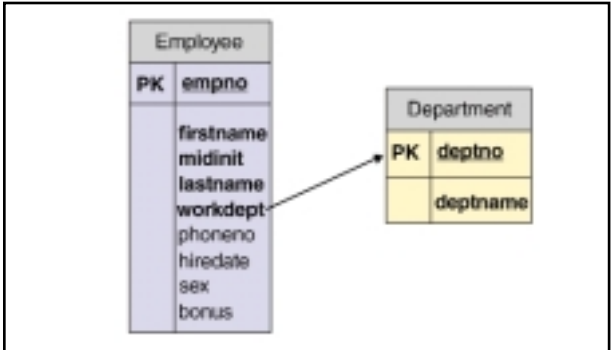 Employee
PK empno
firstname
midinit
lastname
workdept
phoneno
hiredate
sex
bonus
Department
PK deptno
deptname